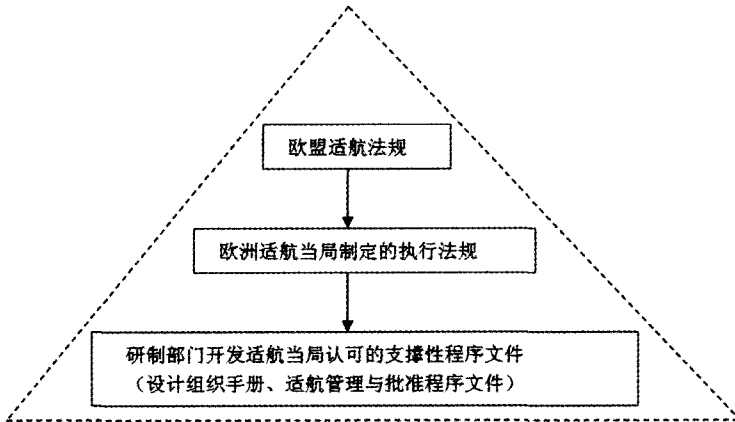 欧盟适航法规
欧洲适航当局制定的执行法规
研制部门开发适航当局认可的支撑性程序文件
（设计组织手册、适航管理与批准程序文件）